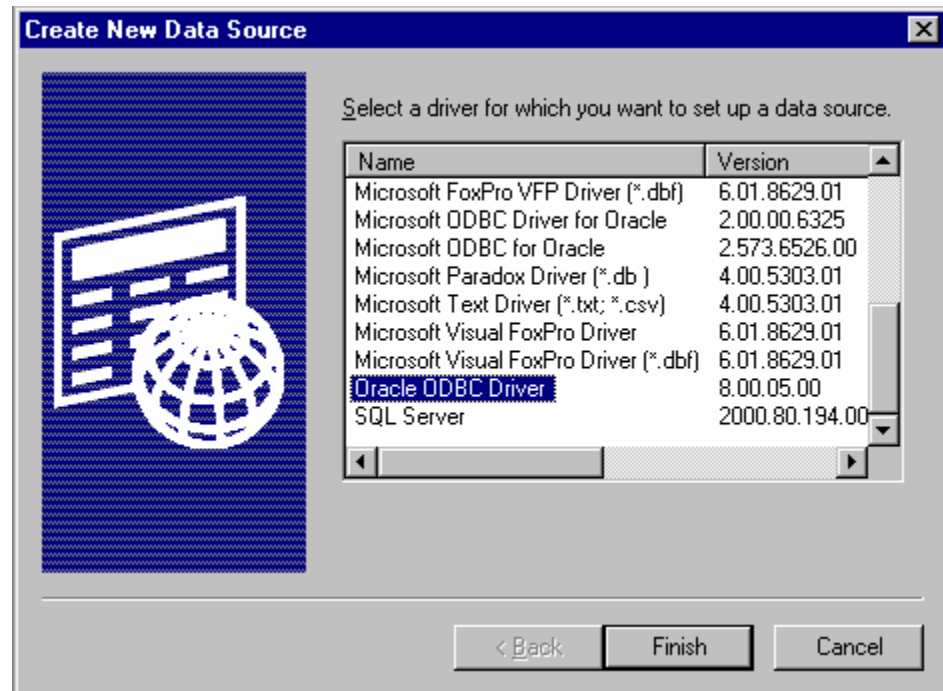 Create New Data Source
Select a driver for which you want to set up a data source.
Name Version
Microsoft FoxPro VFP Driver (*.dbf) 6.01.8629.01
Microsoft ODBC Driver for Oracle 2.00.00.6325
Microsoft ODBC for Oracle 2.573.6526.00
Microsoft Paradox Driver (*.db ) 4.00.5303.01
Microsoft Text Driver (*.txt; *.csv) 4.00.5303.01
Microsoft Visual FoxPro Driver 6.01.8629.01
Microsoft Visual FoxPro Driver (*.dbf) 6.01.8629.01
Oracle ODBC Driver 8.00.05.00
SQL Server 2000.80.194.00
< Back Finish Cancel